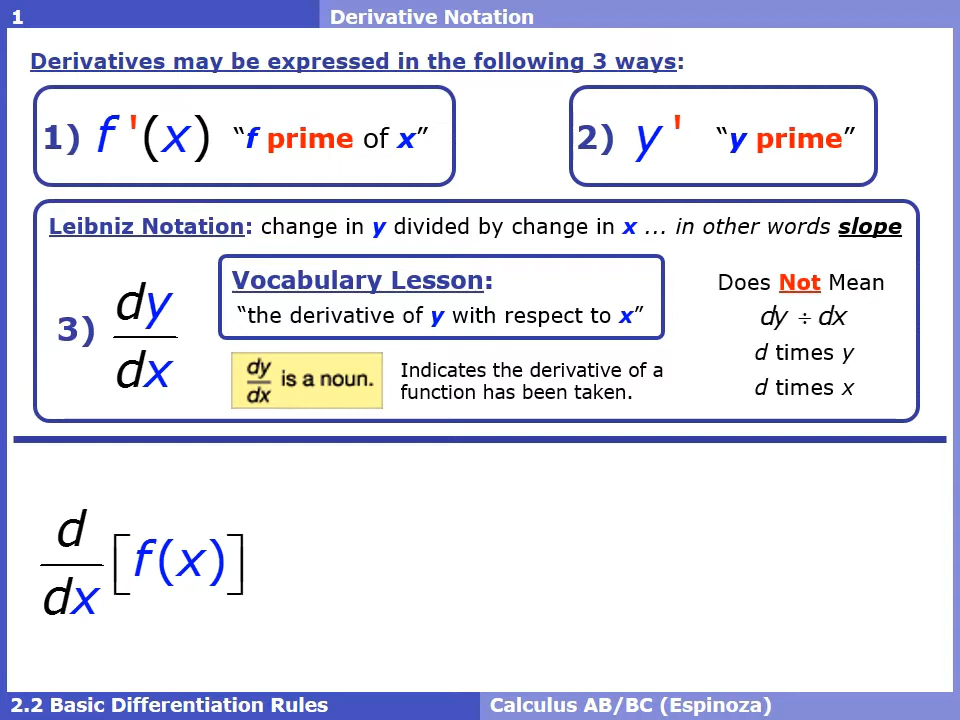 1 Derivative Notation
Derivatives may be expressed in the following 3 ways:
1) f '(x) “f prime of x”
2) y ' “y prime”
Leibniz Notation: change in y divided by change in x ... in other words slope
3) dy/dx
Vocabulary Lesson:
“the derivative of y with respect to x”
dy/dx is a noun.
Indicates the derivative of a
function has been taken.
Does Not Mean
dy ÷ dx
d times y
d times x
d/dx [f(x)]
2.2 Basic Differentiation Rules Calculus AB/BC (Espinoza)